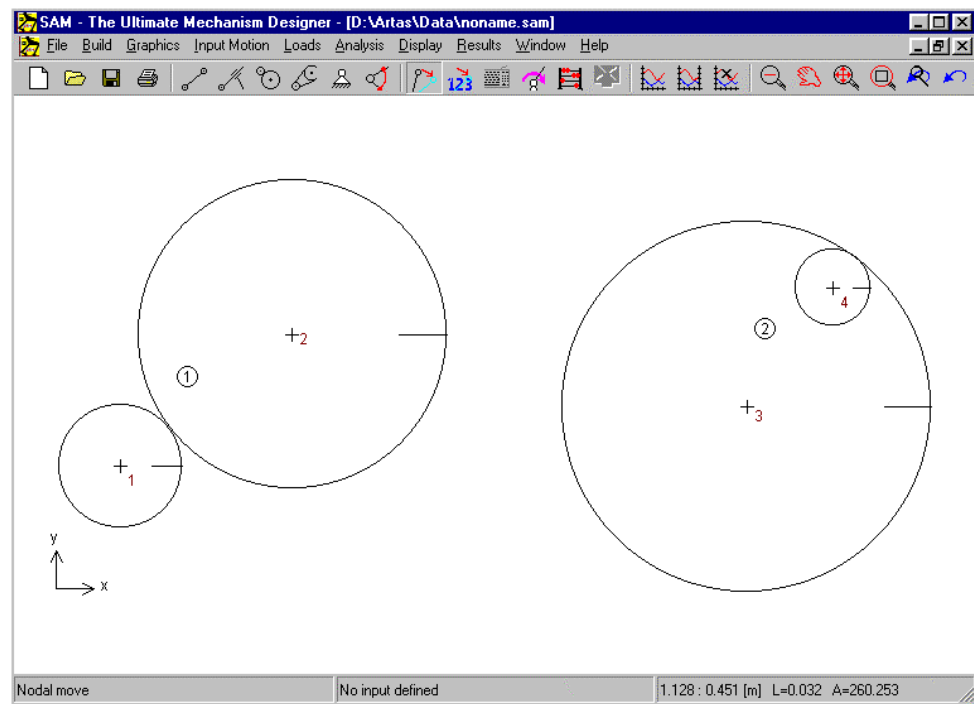 SAM - The Ultimate Mechanism Designer - [D:\Artas\Data\noname.sam]
File Build Graphics Input Motion Loads Analysis Display Results Window Help
123
2
4
2
1
3
1
y
x
Nodal move No input defined 1.128 : 0.451 [m] L=0.032 A=260.253